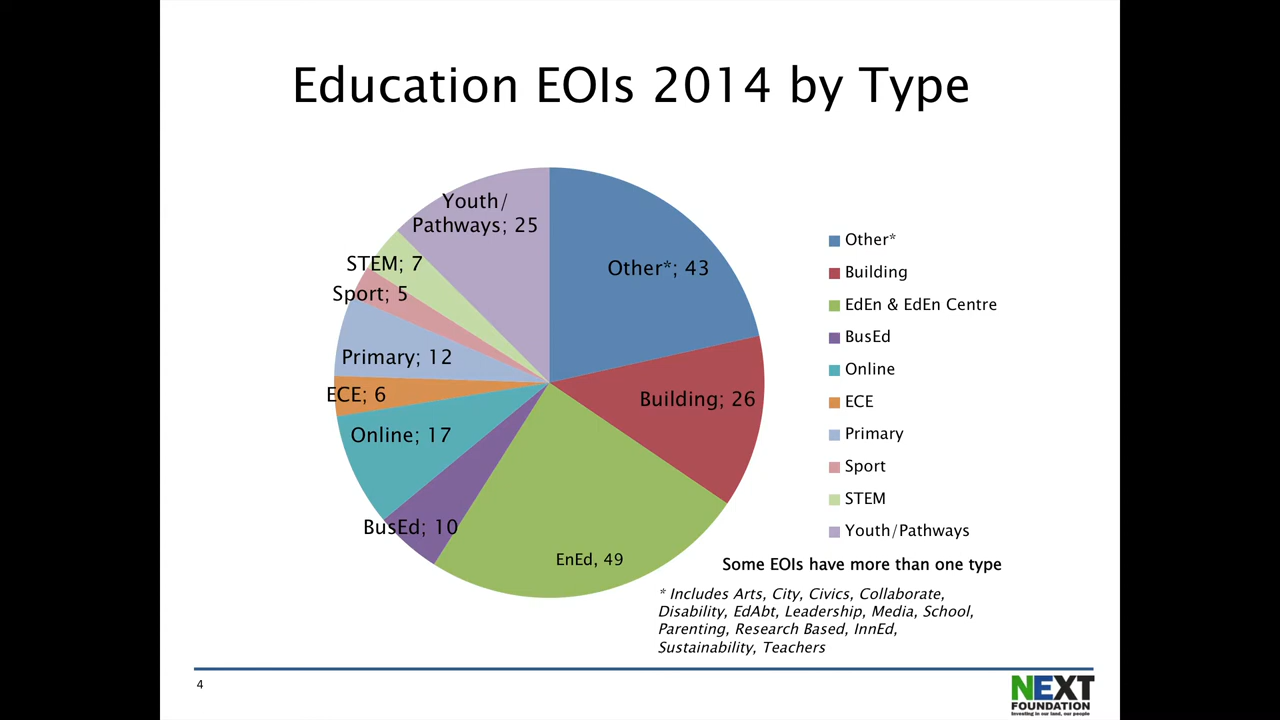 Education EOIs 2014 by Type
Youth/
Pathways; 25
STEM; 7
Sport; 5
Primary; 12
ECE; 6
Online; 17
BusEd; 10
Other*; 43
Building; 26
EnEd, 49
Other*
Building
EdEn & EdEn Centre
BusEd
Online
ECE
Primary
Sport
STEM
Youth/Pathways
Some EOIs have more than one type
* Includes Arts, City, Civics, Collaborate,
Disability, EdAbt, Leadership, Media, School,
Parenting, Research Based, InnEd,
Sustainability, Teachers
4
NEXT
FOUNDATION
Investing in our land, our people